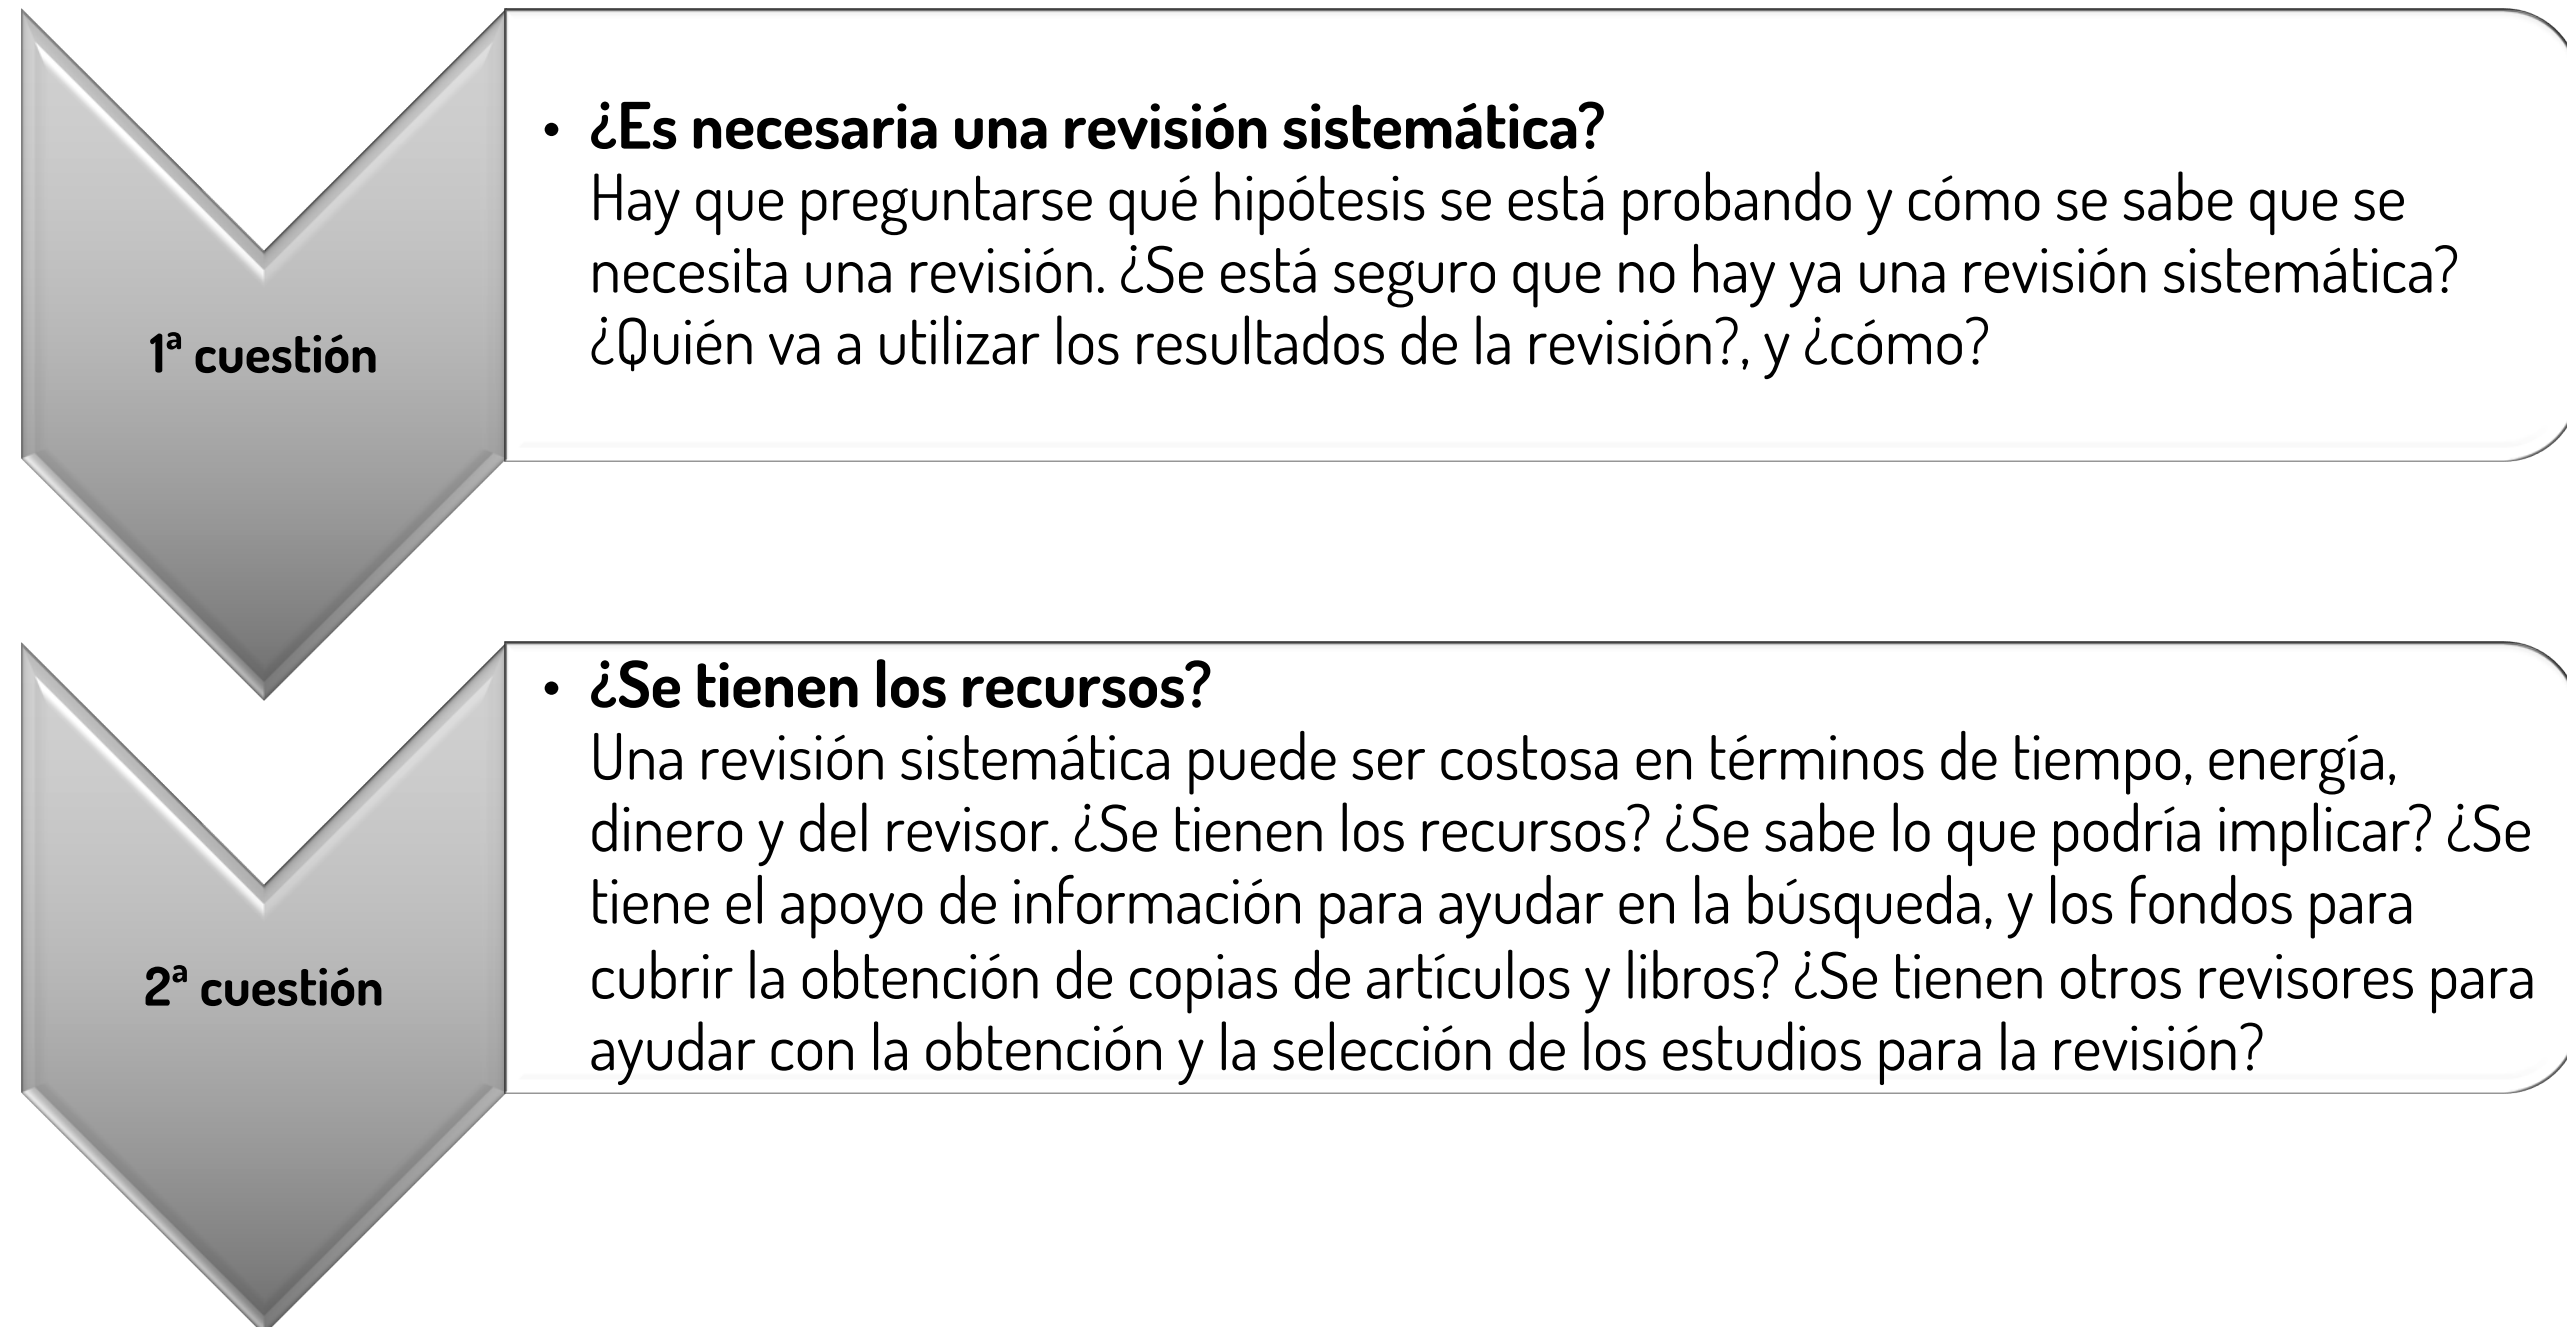 1ª cuestión
• ¿Es necesaria una revisión sistemática?
Hay que preguntarse qué hipótesis se está probando y cómo se sabe que se
necesita una revisión. ¿Se está seguro que no hay ya una revisión sistemática?
¿Quién va a utilizar los resultados de la revisión?, y ¿cómo?
2ª cuestión
• ¿Se tienen los recursos?
Una revisión sistemática puede ser costosa en términos de tiempo, energía,
dinero y del revisor. ¿Se tienen los recursos? ¿Se sabe lo que podría implicar? ¿Se
tiene el apoyo de información para ayudar en la búsqueda, y los fondos para
cubrir la obtención de copias de artículos y libros? ¿Se tienen otros revisores para
ayudar con la obtención y la selección de los estudios para la revisión?